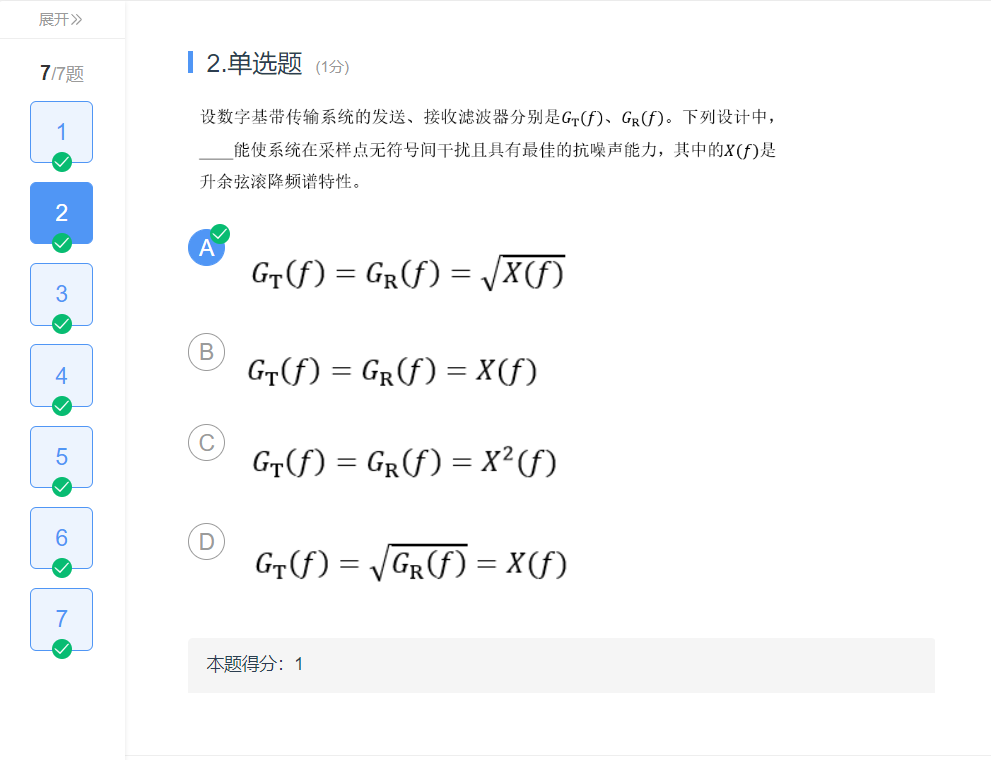 展开>>
7/7题
1
2
3
4
5
6
7
2.单选题 (1分)
设数字基带传输系统的发送、接收滤波器分别是G_T(f)、G_R(f)。下列设计中，
____能使系统在采样点无符号间干扰且具有最佳的抗噪声能力，其中的X(f)是
升余弦滚降频谱特性。
A G_T(f) = G_R(f) = √X(f)
B G_T(f) = G_R(f) = X(f)
C G_T(f) = G_R(f) = X²(f)
D G_T(f) = √G_R(f) = X(f)
本题得分：1